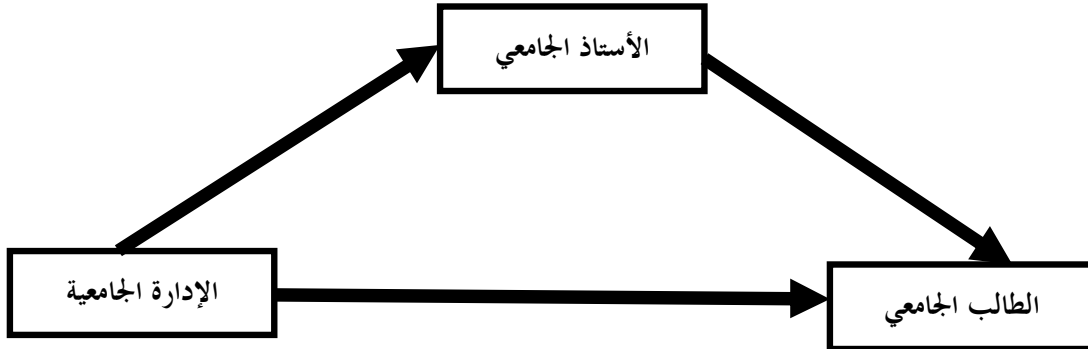 الأستاذ الجامعي
الإدارة الجامعية
الطالب الجامعي